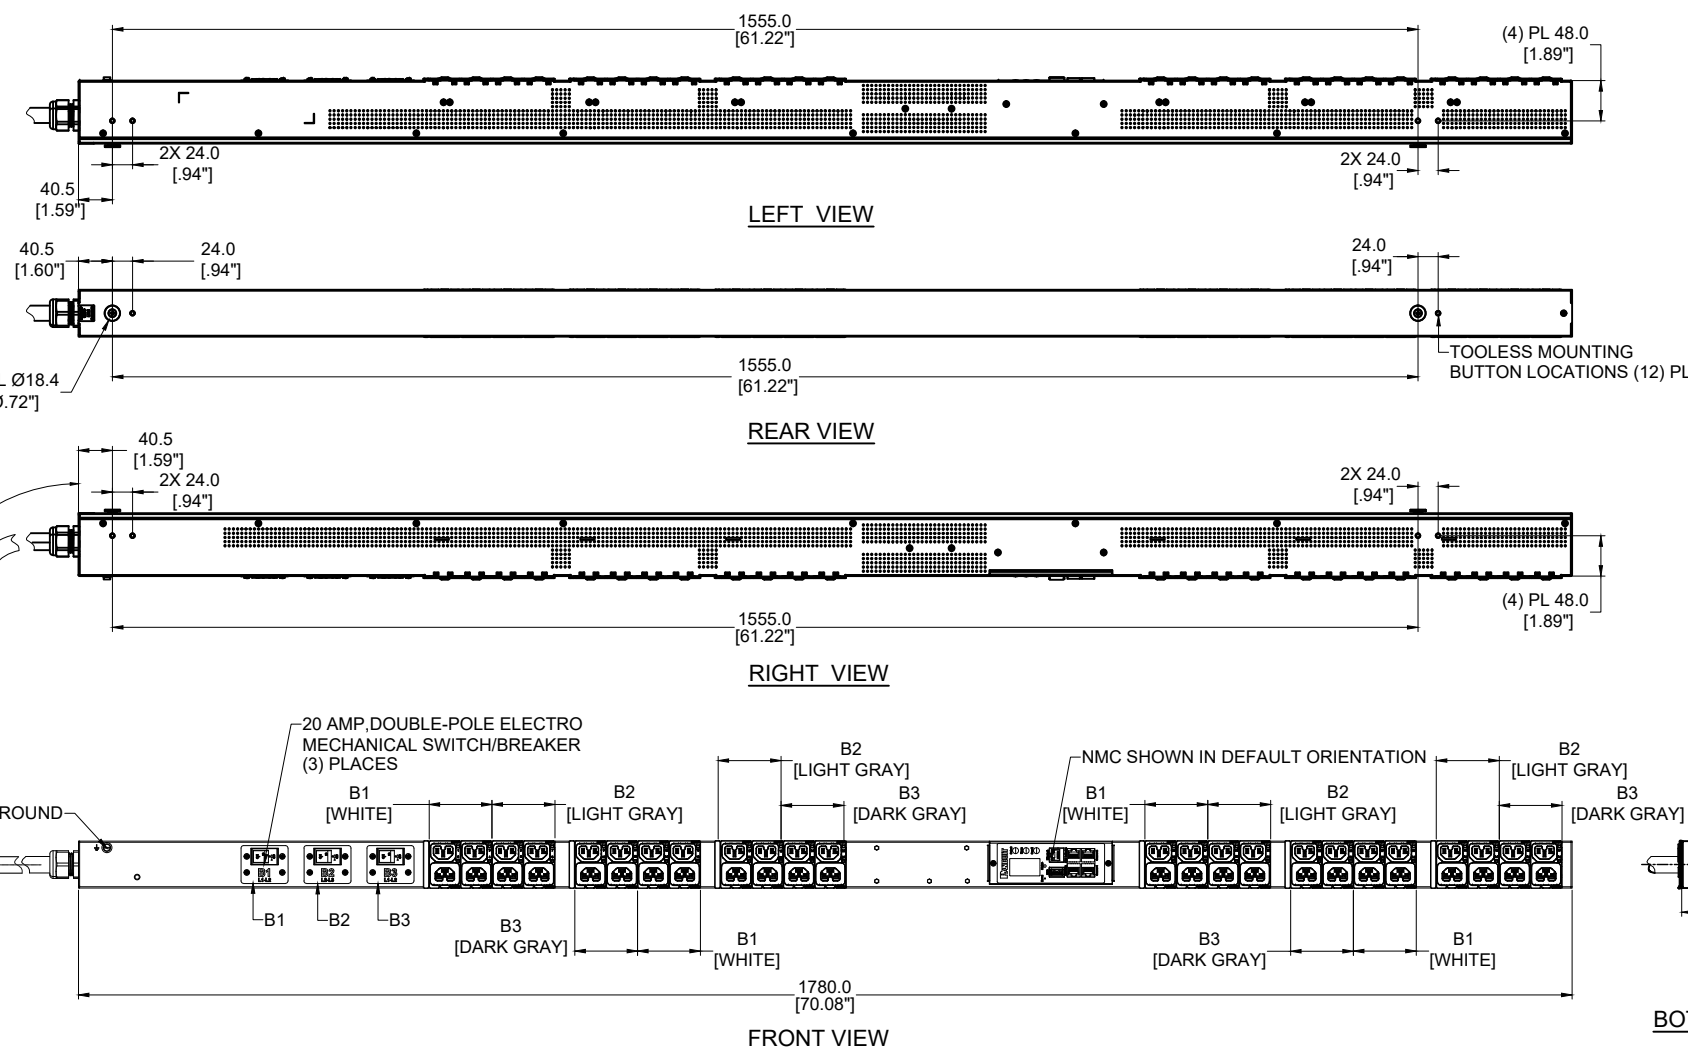 1555.0
[61.22"]
(4) PL 48.0
[1.89"]
2X 24.0
[.94"]
2X 24.0
[.94"]
40.5
[1.59"]
LEFT VIEW
40.5
[1.60"]
24.0
[.94"]
24.0
[.94"]
L Ø18.4
Ø.72"]
1555.0
[61.22"]
TOOLESS MOUNTING
BUTTON LOCATIONS (12) PL
REAR VIEW
40.5
[1.59"]
2X 24.0
[.94"]
2X 24.0
[.94"]
1555.0
[61.22"]
(4) PL 48.0
[1.89"]
RIGHT VIEW
20 AMP,DOUBLE-POLE ELECTRO
MECHANICAL SWITCH/BREAKER
(3) PLACES
B1
[WHITE]
B2
[LIGHT GRAY]
B2
[LIGHT GRAY]
B3
[DARK GRAY]
NMC SHOWN IN DEFAULT ORIENTATION
B1
[WHITE]
B2
[LIGHT GRAY]
B2
[LIGHT GRAY]
B3
[DARK GRAY]
ROUND
B1
B2
B3
B1
B2
B3
B3
[DARK GRAY]
B1
[WHITE]
B3
[DARK GRAY]
B1
[WHITE]
1780.0
[70.08"]
FRONT VIEW
BOT